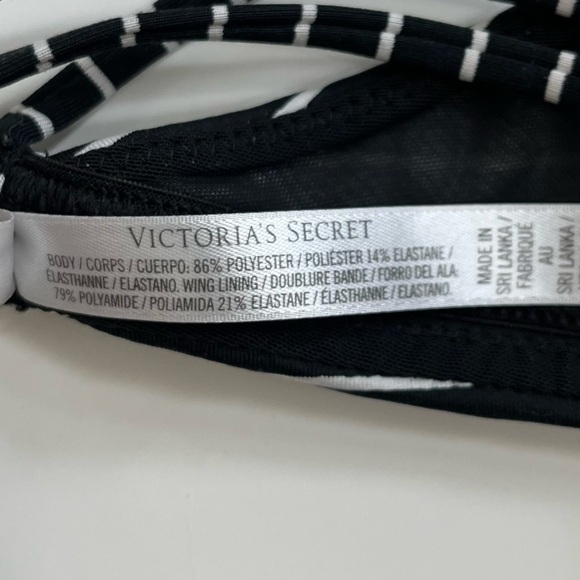 VICTORIA'S SECRET
BODY / CORPS / CUERPO: 86% POLYESTER / POLIÉSTER 14% ELASTANE /
ÉLASTHANNE / ELASTANO. WING LINING / DOUBLURE BANDE / FORRO DEL ALA:
79% POLYAMIDE / POLIAMIDA 21% ELASTANE / ÉLASTHANNE / ELASTANO.
MADE IN
SRI LANKA /
FABRIQUÉ
AU
SRI LANKA /